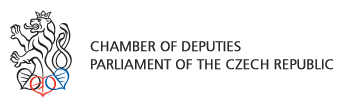 CHAMBER OF DEPUTIES
PARLIAMENT OF THE CZECH REPUBLIC